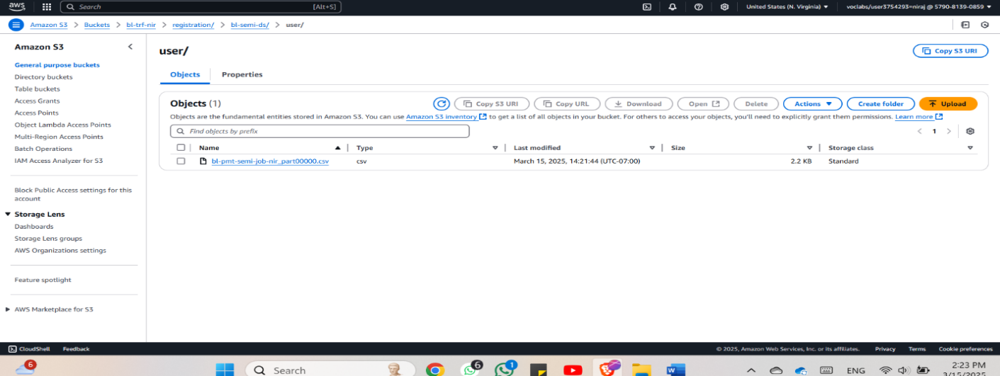 aws
Search [Alt+S]
United States (N. Virginia) voclabs/user3754293=niraj @ 5790-8139-0859
Amazon S3 > Buckets > bl-trf-nir > registration/ > bl-semi-ds/ > user/
Amazon S3
General purpose buckets
Directory buckets
Table buckets
Access Grants
Access Points
Object Lambda Access Points
Multi-Region Access Points
Batch Operations
IAM Access Analyzer for S3
Block Public Access settings for this
account
Storage Lens
Dashboards
Storage Lens groups
AWS Organizations settings
Feature spotlight
AWS Marketplace for S3
user/
Copy S3 URI
Objects Properties
Objects (1)
Copy S3 URI Copy URL Download Open Delete Actions Create folder Upload
Objects are the fundamental entities stored in Amazon S3. You can use Amazon S3 inventory to get a list of all objects in your bucket. For others to access your objects, you'll need to explicitly grant them permissions. Learn more
Find objects by prefix
< 1 >
Name Type Last modified Size Storage class
bl-pmt-semi-job-nir_part00000.csv csv March 15, 2025, 14:21:44 (UTC-07:00) 2.2 KB Standard
CloudShell Feedback © 2025, Amazon Web Services, Inc. or its affiliates. Privacy Terms Cookie preferences
6
Search
6
1
W
ENG
2:23 PM
3/15/2025